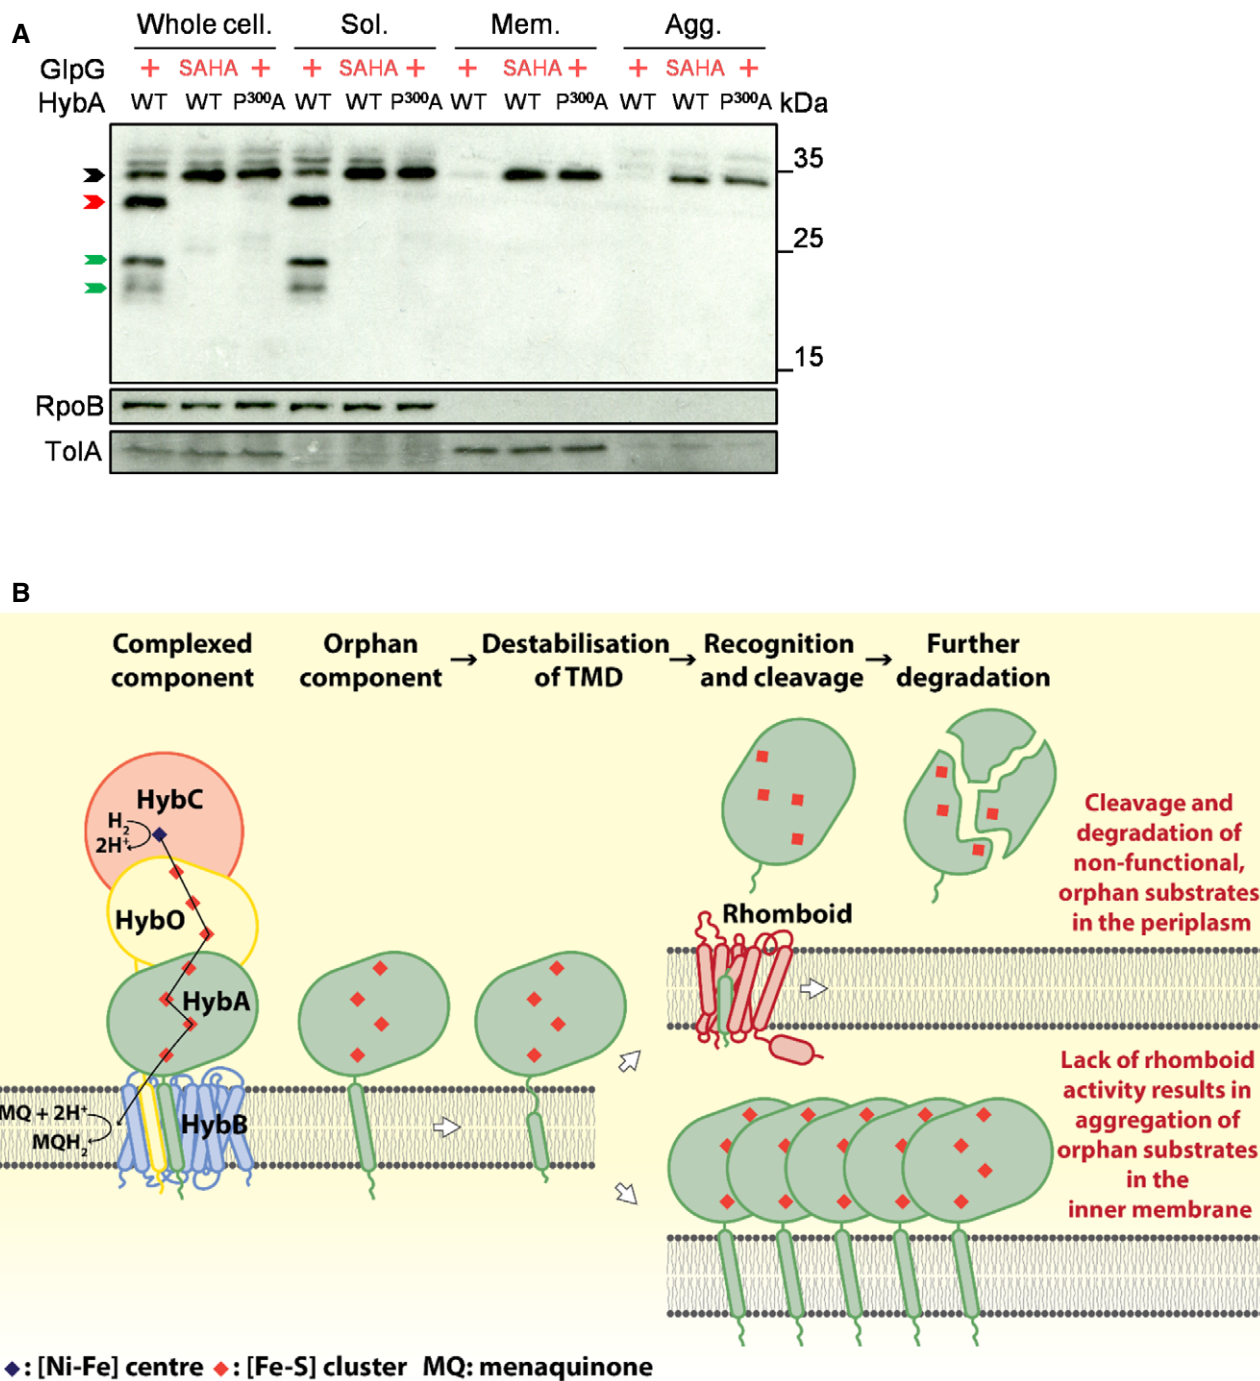 A
Whole cell. Sol. Mem. Agg.
GlpG + SAHA + + SAHA + + SAHA + + SAHA +
HybA WT WT P300A WT WT P300A WT WT P300A WT WT P300A kDa
35
25
15
RpoB
TolA
B
Complexed component
Orphan component
→ Destabilisation of TMD
→ Recognition and cleavage
→ Further degradation
HybC
H2
2H+
HybO
HybA
HybB
MQ + 2H+
MQH2
Rhomboid
Cleavage and
degradation of
non-functional,
orphan substrates
in the periplasm
Lack of rhomboid
activity results in
aggregation of
orphan substrates
in the
inner membrane
: [Ni-Fe] centre : [Fe-S] cluster MQ: menaquinone